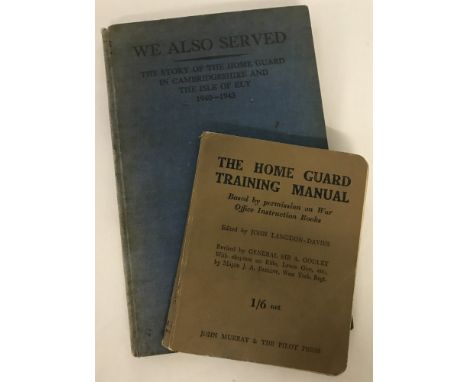 WE ALSO SERVED
THE STORY OF THE HOME GUARD
IN CAMBRIDGESHIRE AND
THE ISLE OF ELY
1940-1943
THE HOME GUARD
TRAINING MANUAL
Based by permission on War
Office Instruction Books
Edited by JOHN LANGDON-DAVIES
Revised by GENERAL SIR A. GODLEY
With chapters on Rifle, Lewis Gun, etc.,
by Major J. A. West York. Regt.
1/6 net
JOHN MURRAY & THE PILOT PRESS